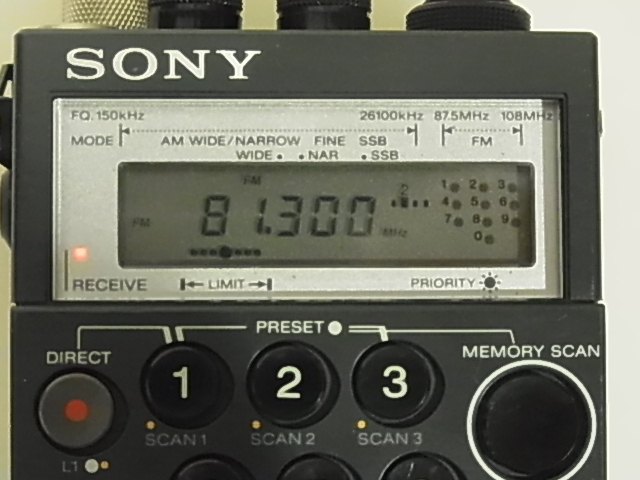 SONY
FQ. 150kHz 26100kHz 87.5MHz 108MHz
MODE AM WIDE/NARROW FINE SSB FM
WIDE • • NAR • SSB
FM
FM 81.300 MHz
2
1 2 3
4 5 6
7 8 9
0
RECEIVE LIMIT PRIORITY
PRESET
DIRECT MEMORY SCAN
1 2 3
SCAN 1 SCAN 2 SCAN 3
L1